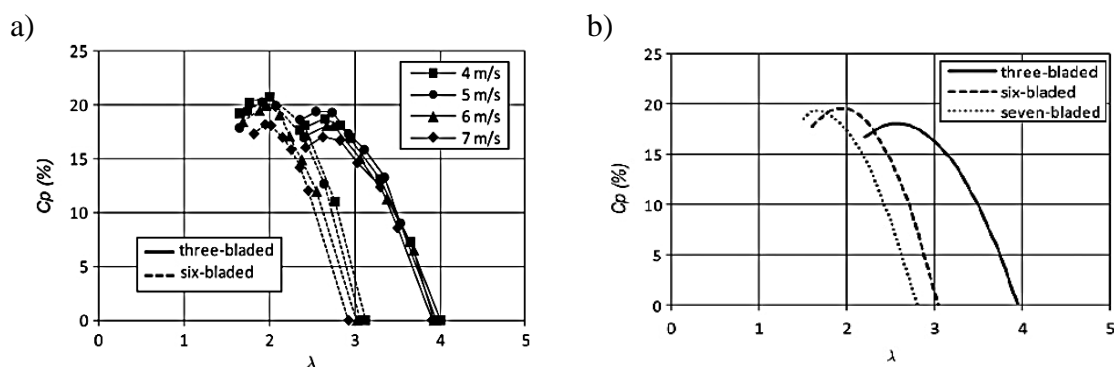 a)
25
20
15
10
5
0
Cp (%)
0 1 2 3 4 5
λ
4 m/s
5 m/s
6 m/s
7 m/s
three-bladed
six-bladed
b)
25
20
15
10
5
0
Cp (%)
0 1 2 3 4 5
λ
three-bladed
six-bladed
seven-bladed